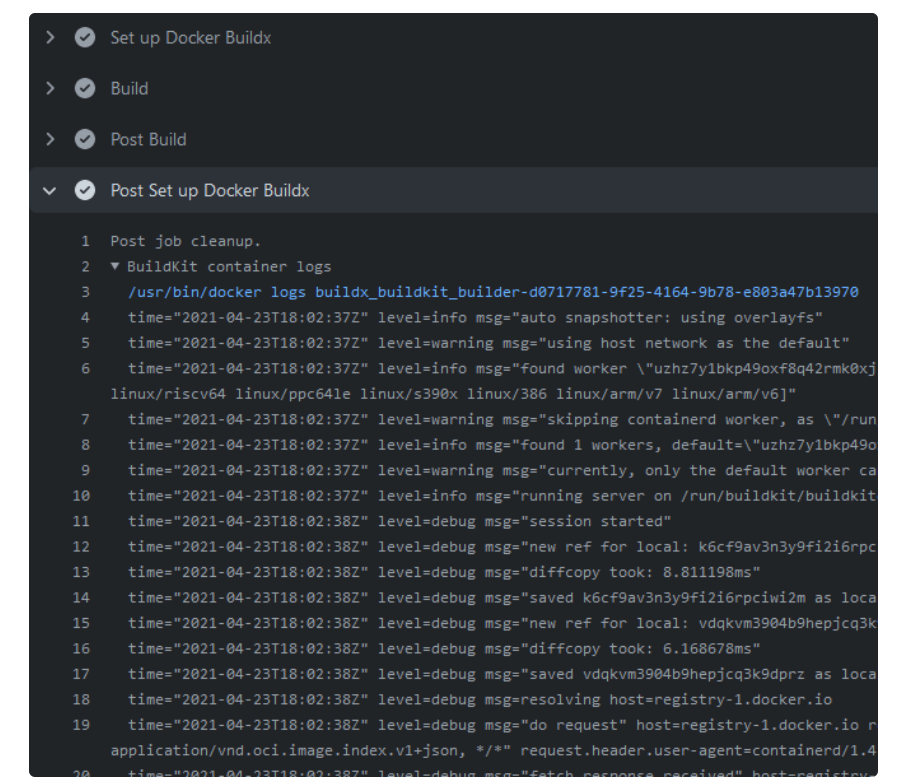 Set up Docker Buildx
Build
Post Build
Post Set up Docker Buildx
1 Post job cleanup.
2 ▼ BuildKit container logs
3 /usr/bin/docker logs buildx_buildkit_builder-d0717781-9f25-4164-9b78-e803a47b13970
4 time="2021-04-23T18:02:37Z" level=info msg="auto snapshotter: using overlayfs"
5 time="2021-04-23T18:02:37Z" level=warning msg="using host network as the default"
6 time="2021-04-23T18:02:37Z" level=info msg="found worker \"uzhz7y1bkp49oxf8q42rmk0xj
linux/riscv64 linux/ppc64le linux/s390x linux/386 linux/arm/v7 linux/arm/v6]"
7 time="2021-04-23T18:02:37Z" level=warning msg="skipping containerd worker, as \"/run
8 time="2021-04-23T18:02:37Z" level=info msg="found 1 workers, default=\"uzhz7y1bkp49o
9 time="2021-04-23T18:02:37Z" level=warning msg="currently, only the default worker ca
10 time="2021-04-23T18:02:37Z" level=info msg="running server on /run/buildkit/buildkit
11 time="2021-04-23T18:02:38Z" level=debug msg="session started"
12 time="2021-04-23T18:02:38Z" level=debug msg="new ref for local: k6cf9av3n3y9fi2i6rpc
13 time="2021-04-23T18:02:38Z" level=debug msg="diffcopy took: 8.811198ms"
14 time="2021-04-23T18:02:38Z" level=debug msg="saved k6cf9av3n3y9fi2i6rpciwi2m as loca
15 time="2021-04-23T18:02:38Z" level=debug msg="new ref for local: vdqkvm3904b9hepjcq3k
16 time="2021-04-23T18:02:38Z" level=debug msg="diffcopy took: 6.168678ms"
17 time="2021-04-23T18:02:38Z" level=debug msg="saved vdqkvm3904b9hepjcq3k9dprz as loca
18 time="2021-04-23T18:02:38Z" level=debug msg=resolving host=registry-1.docker.io
19 time="2021-04-23T18:02:38Z" level=debug msg="do request" host=registry-1.docker.io r
application/vnd.oci.image.index.v1+json, */*" request.header.user-agent=containerd/1.4
20 time="2021-04-23T18:02:38Z" level=debug msg="fetch response received" host=registry-